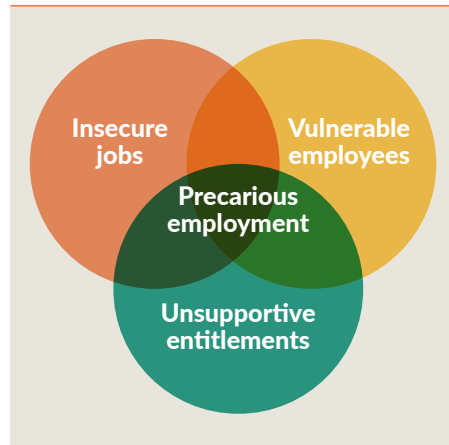 Insecure
jobs
Vulnerable
employees
Precarious
employment
Unsupportive
entitlements